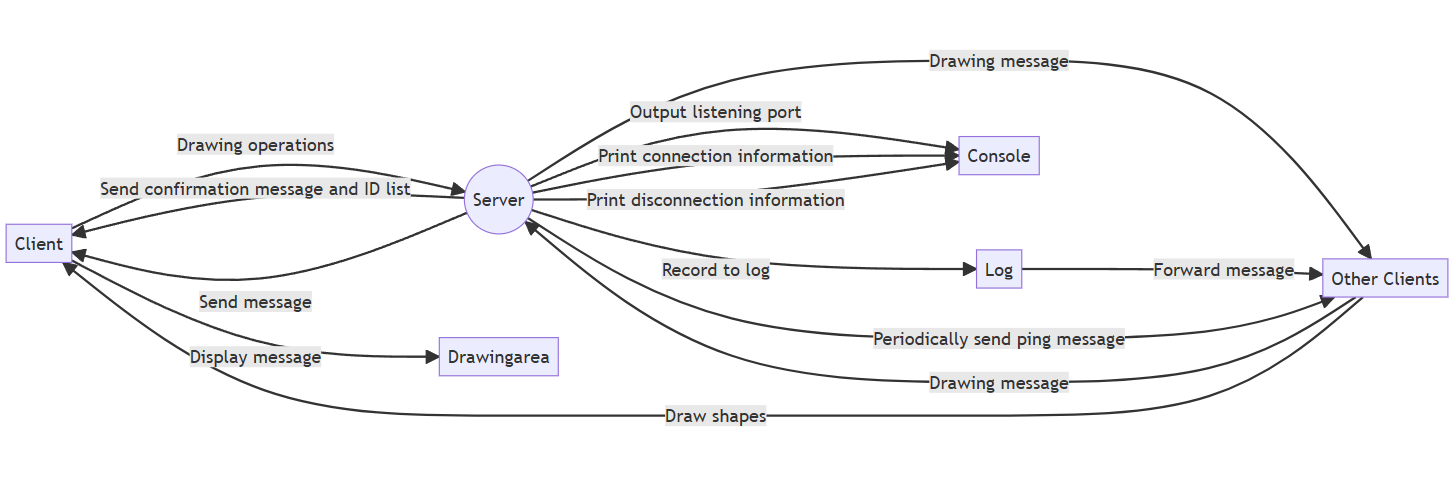 Drawing message
Output listening port
Drawing operations
Print connection information
Console
Send confirmation message and ID list
Server
Print disconnection information
Client
Record to log
Log
Forward message
Other Clients
Send message
Periodically send ping message
Display message
Drawingarea
Drawing message
Draw shapes